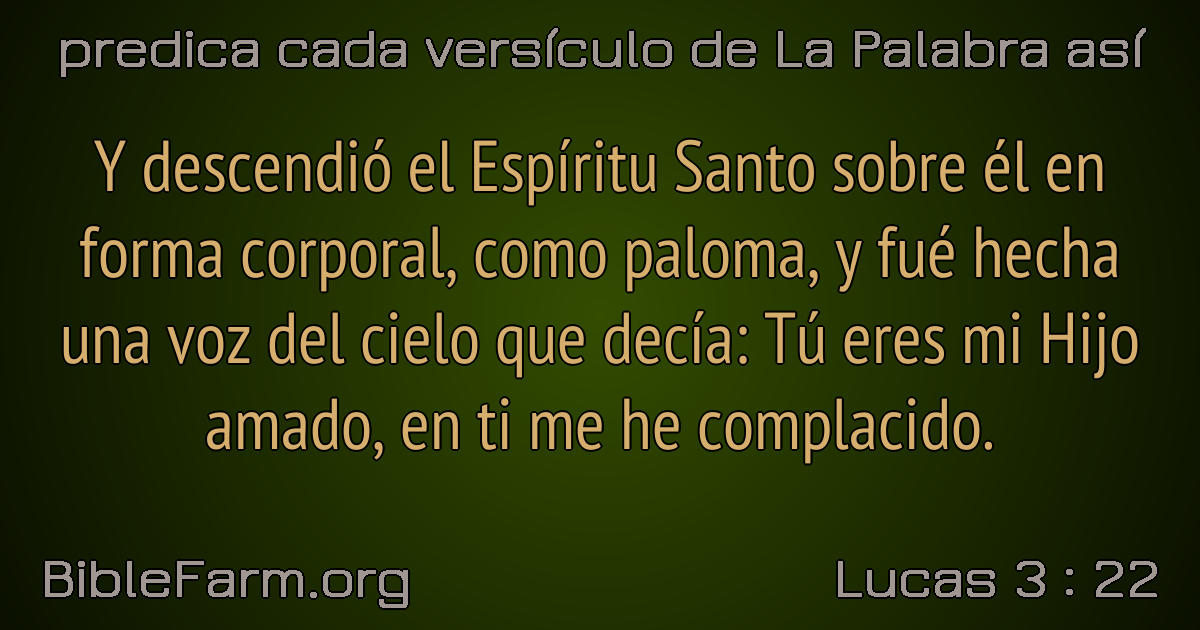 predica cada versículo de La Palabra así
Y descendió el Espíritu Santo sobre él en
forma corporal, como paloma, y fué hecha
una voz del cielo que decía: Tú eres mi Hijo
amado, en ti me he complacido.
BibleFarm.org
Lucas 3 : 22